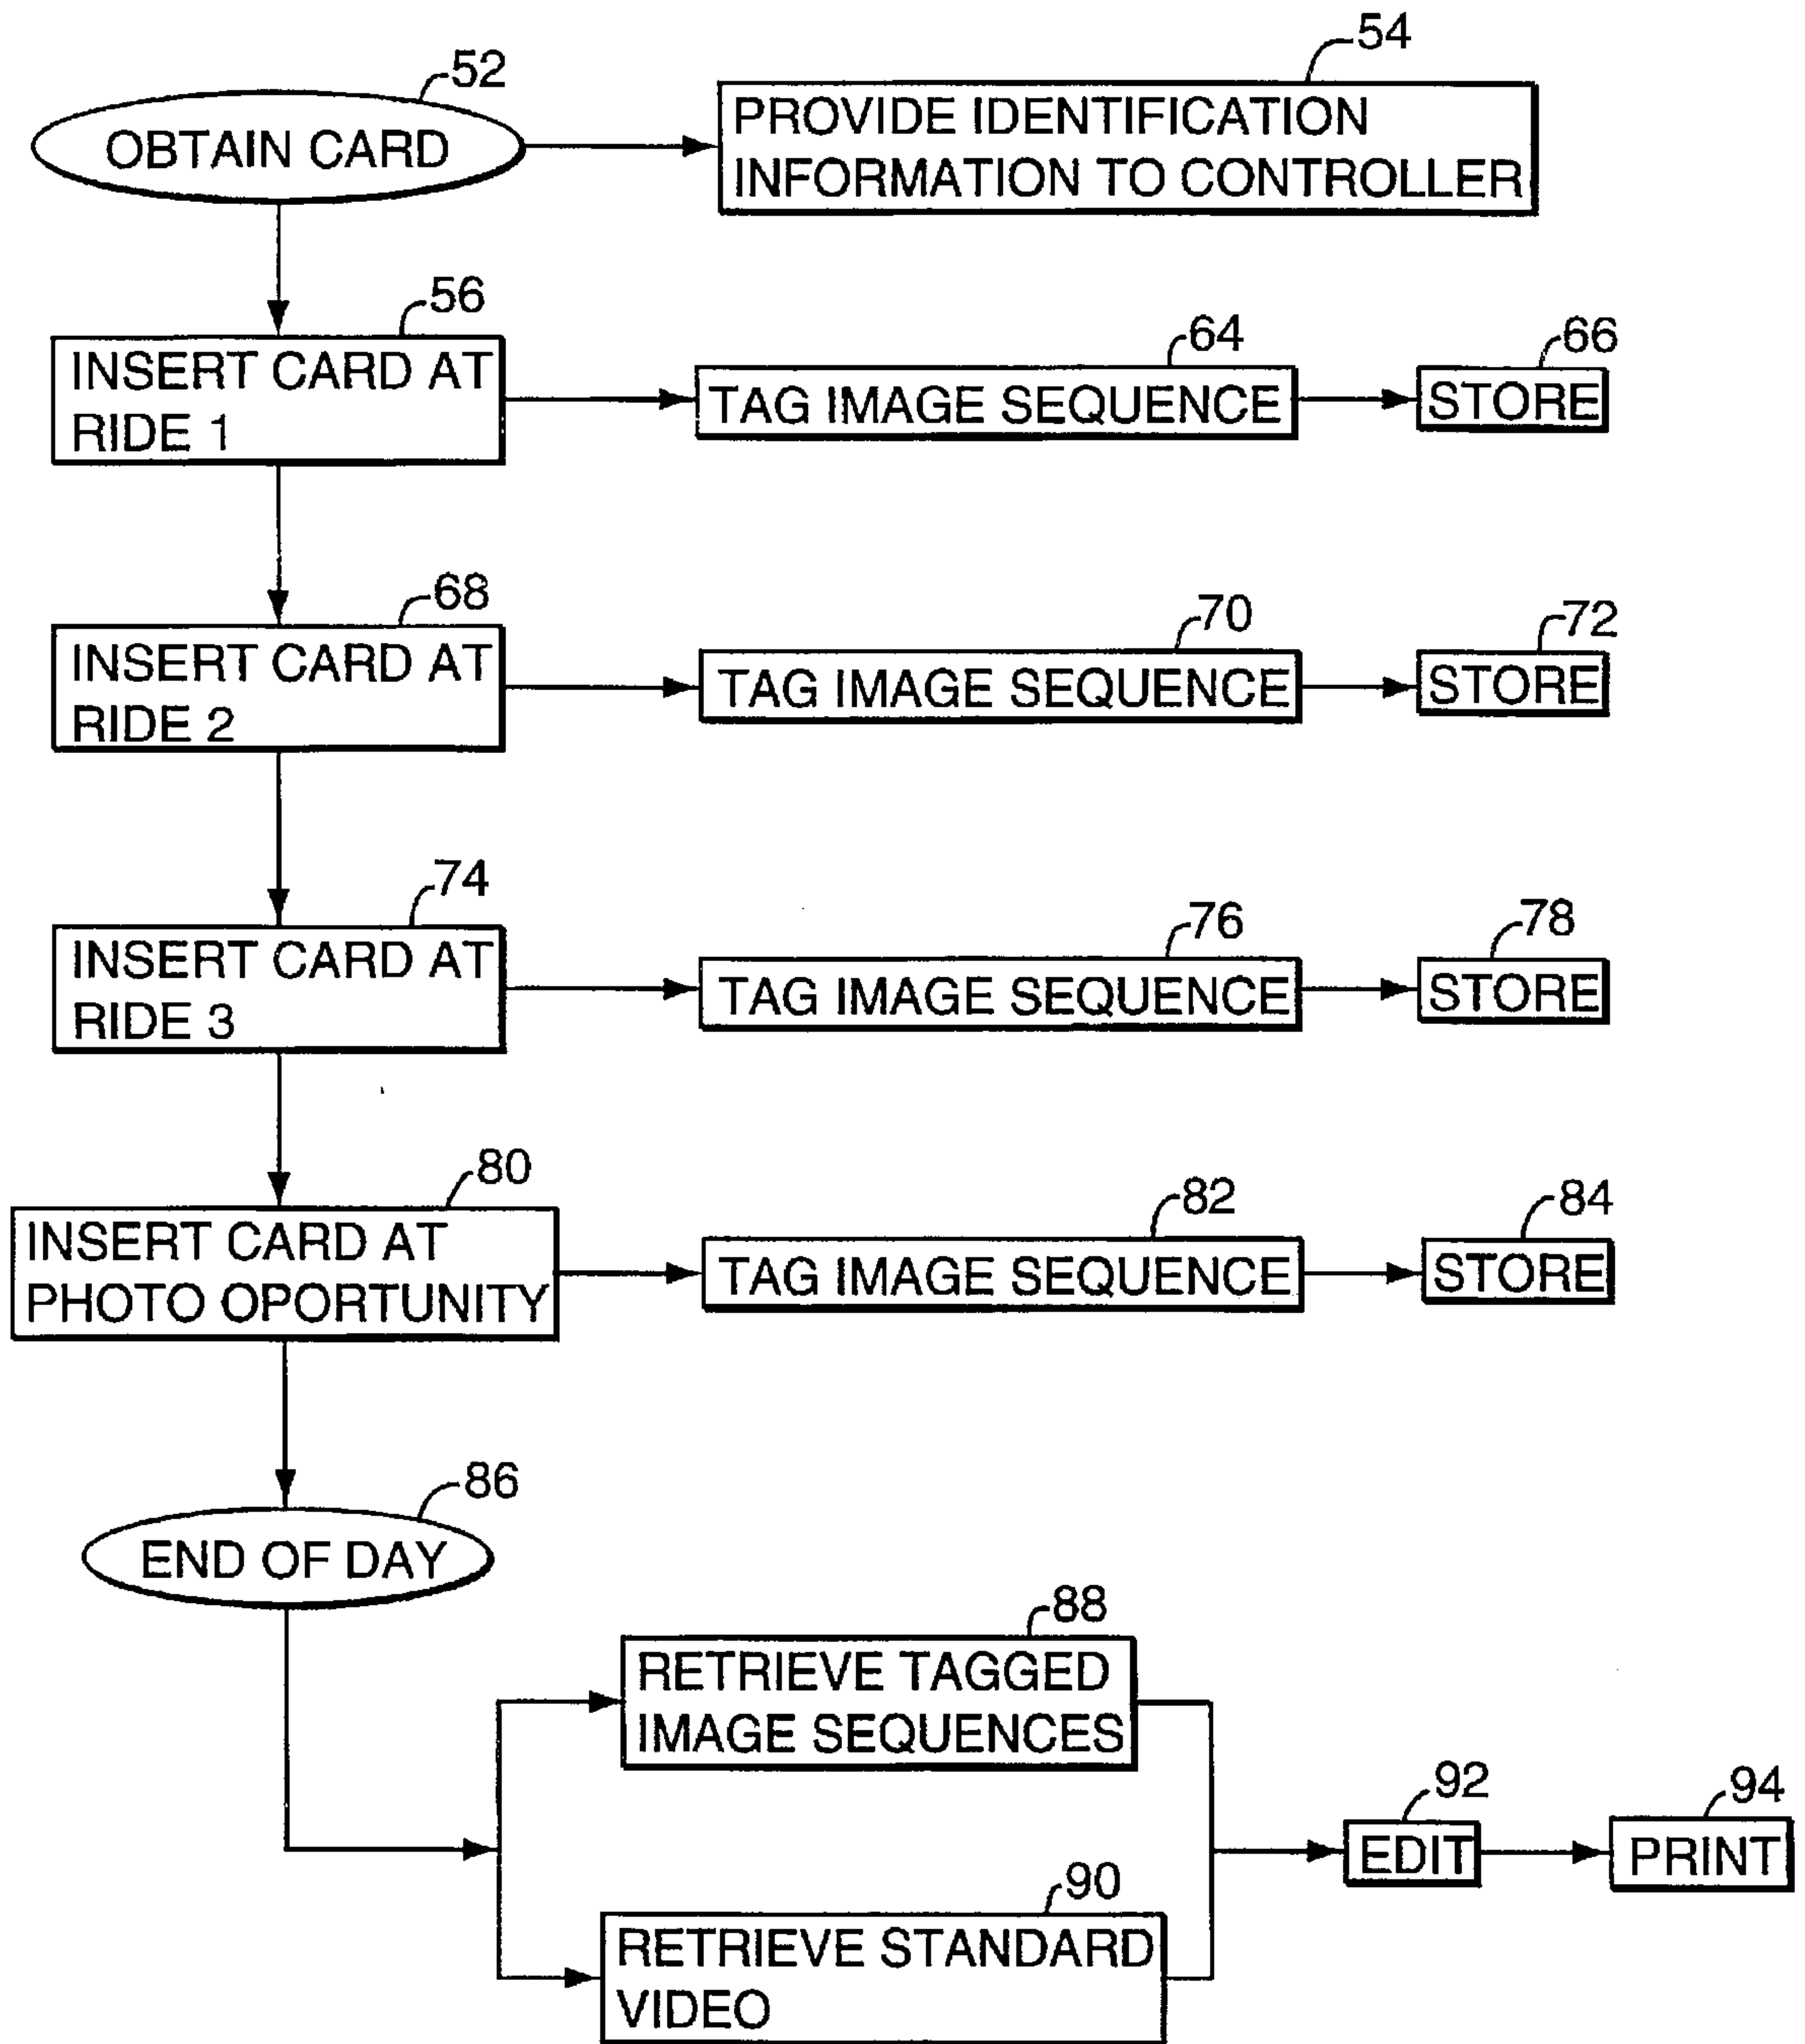 52
54
OBTAIN CARD
PROVIDE IDENTIFICATION
INFORMATION TO CONTROLLER
56
64
66
INSERT CARD AT
RIDE 1
TAG IMAGE SEQUENCE
STORE
68
70
72
INSERT CARD AT
RIDE 2
TAG IMAGE SEQUENCE
STORE
74
76
78
INSERT CARD AT
RIDE 3
TAG IMAGE SEQUENCE
STORE
80
82
84
INSERT CARD AT
PHOTO OPORTUNITY
TAG IMAGE SEQUENCE
STORE
86
END OF DAY
88
RETRIEVE TAGGED
IMAGE SEQUENCES
92
94
EDIT
PRINT
90
RETRIEVE STANDARD
VIDEO